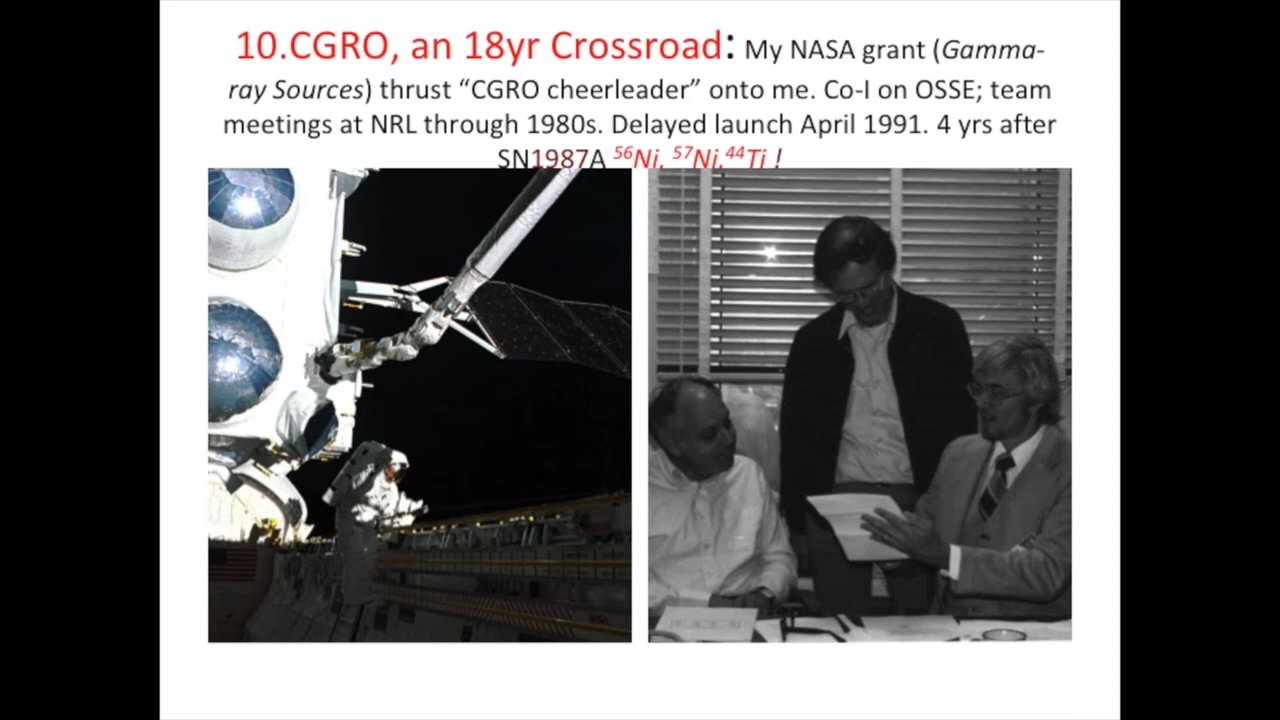 10.CGRO, an 18yr Crossroad: My NASA grant (Gamma-
ray Sources) thrust “CGRO cheerleader” onto me. Co-I on OSSE; team
meetings at NRL through 1980s. Delayed launch April 1991. 4 yrs after
SN1987A ⁵⁶Ni, ⁵⁷Ni,⁴⁴Ti !